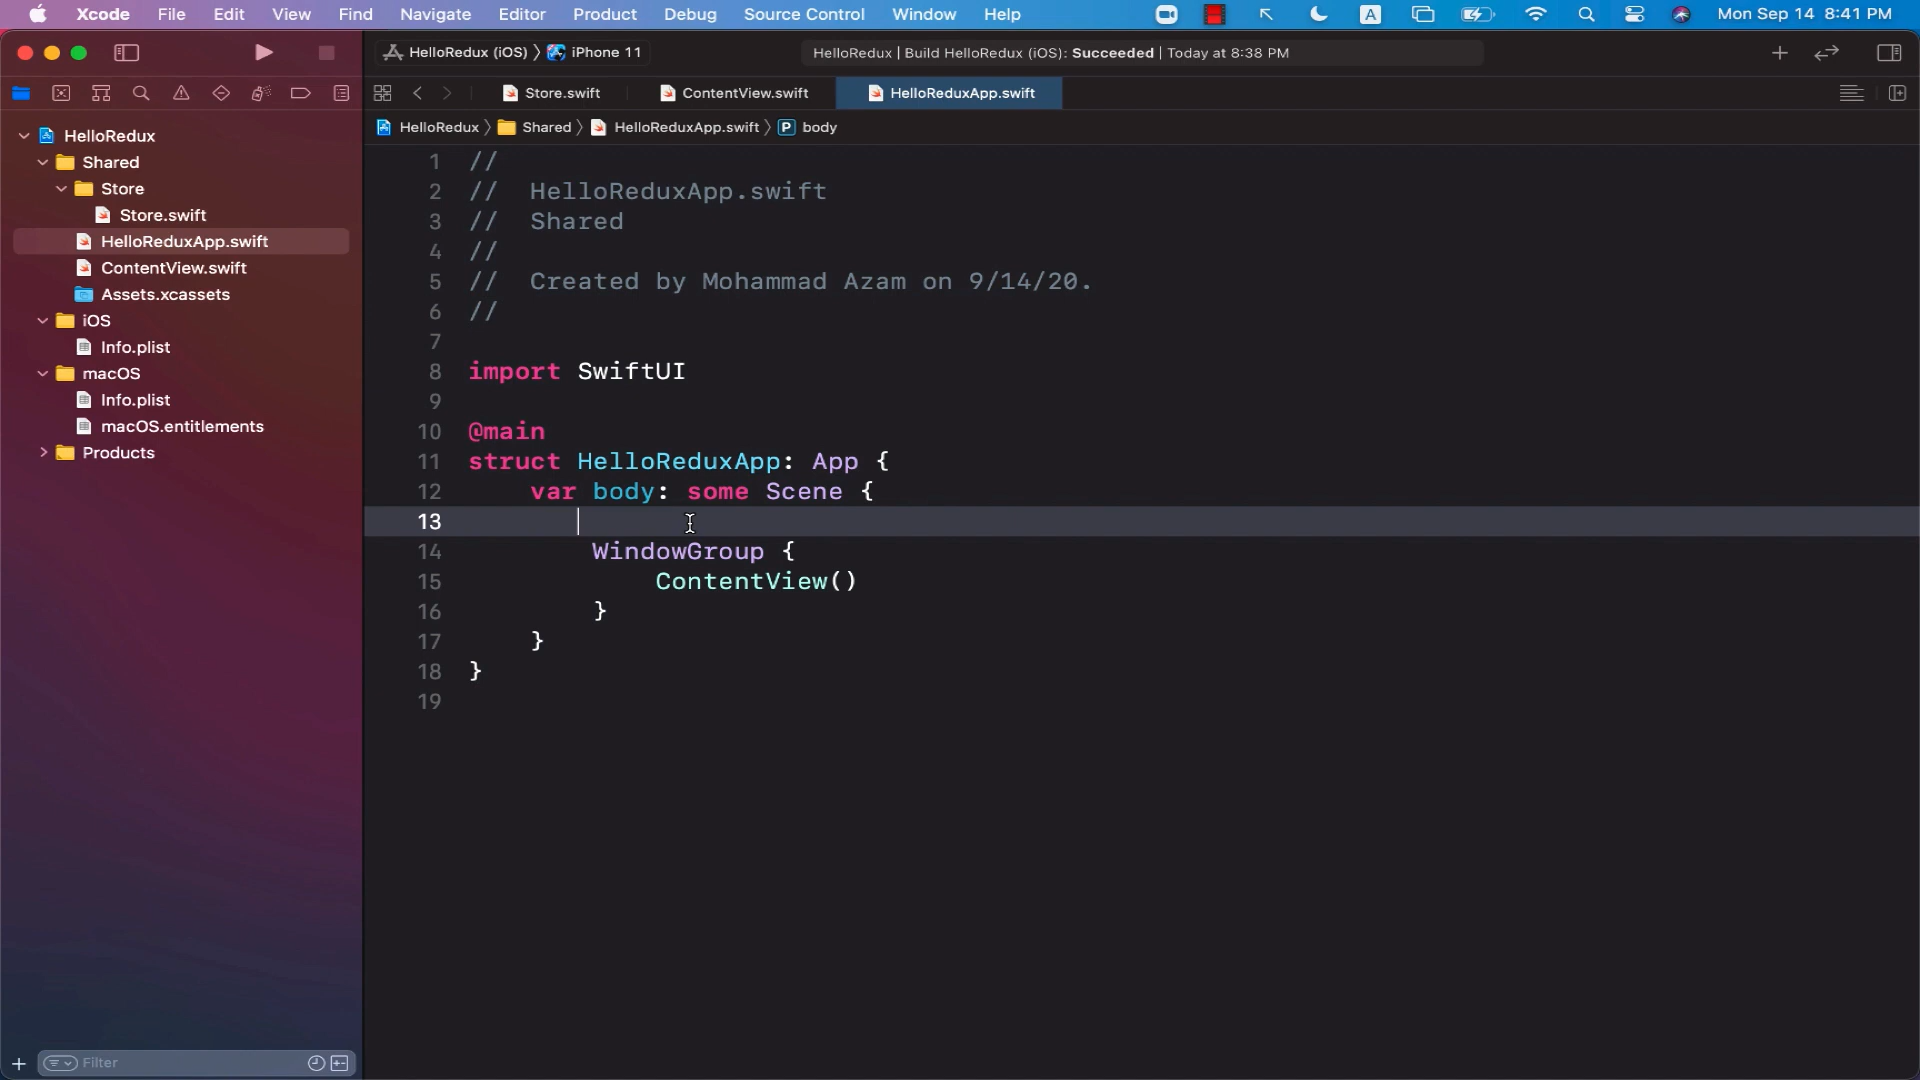 Xcode File Edit View Find Navigate Editor Product Debug Source Control Window Help A Mon Sep 14 8:41 PM
HelloRedux (iOS) 〉 iPhone 11 HelloRedux | Build HelloRedux (iOS): Succeeded | Today at 8:38 PM
Store.swift ContentView.swift HelloReduxApp.swift
HelloRedux 〉 Shared 〉 HelloReduxApp.swift 〉 P body
HelloRedux
Shared
Store
Store.swift
HelloReduxApp.swift
ContentView.swift
Assets.xcassets
iOS
Info.plist
macOS
Info.plist
macOS.entitlements
Products
Filter
1 //
2 //  HelloReduxApp.swift
3 //  Shared
4 //
5 //  Created by Mohammad Azam on 9/14/20.
6 //
7
8 import SwiftUI
9
10 @main
11 struct HelloReduxApp: App {
12     var body: some Scene {
13
14         WindowGroup {
15             ContentView()
16         }
17     }
18 }
19